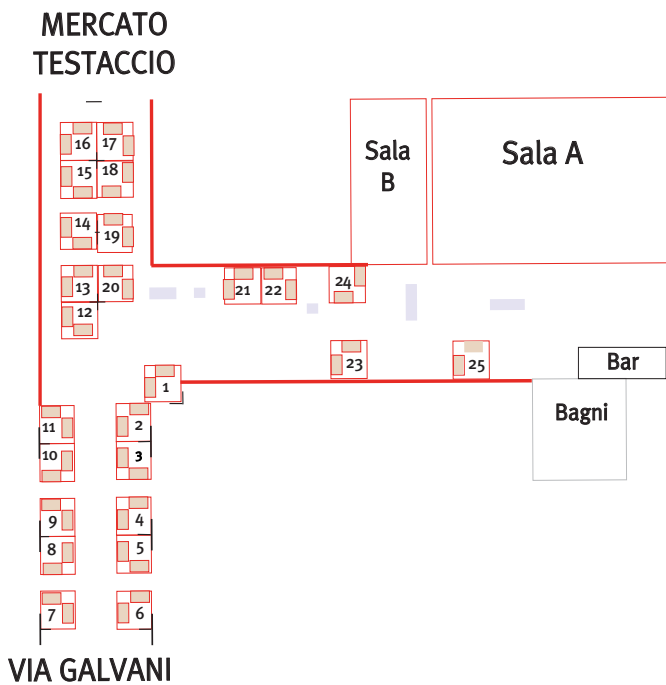 MERCATO
TESTACCIO
16 17
15 18
14 19
13 20
12
Sala
B
Sala A
21 22 24
23 25
Bar
Bagni
1
11 2
10 3
9 4
8 5
7 6
VIA GALVANI